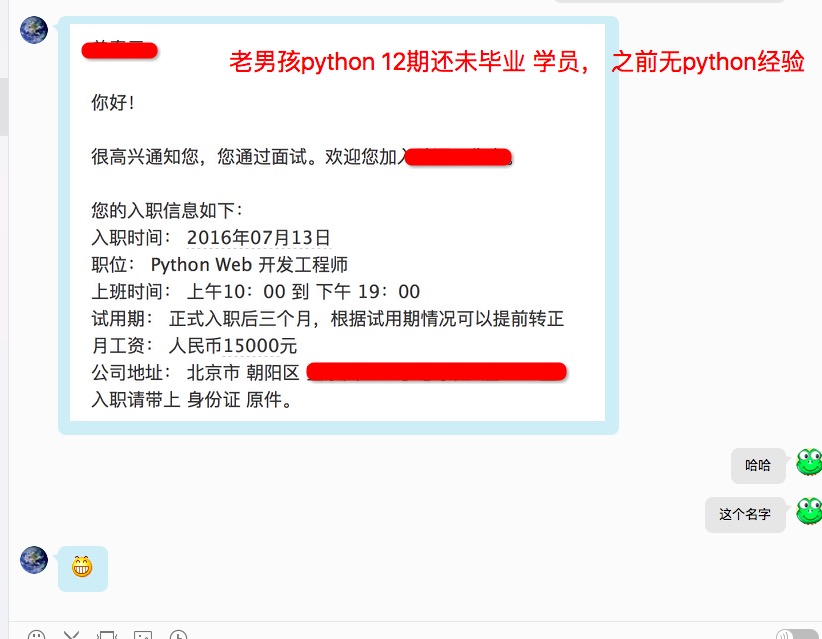 老男孩python 12期还未毕业 学员， 之前无python经验
你好！
很高兴通知您，您通过面试。欢迎您加入
您的入职信息如下：
入职时间： 2016年07月13日
职位： Python Web 开发工程师
上班时间： 上午10：00 到 下午 19：00
试用期： 正式入职后三个月，根据试用期情况可以提前转正
月工资： 人民币15000元
公司地址： 北京市 朝阳区
入职请带上 身份证 原件。
哈哈
这个名字